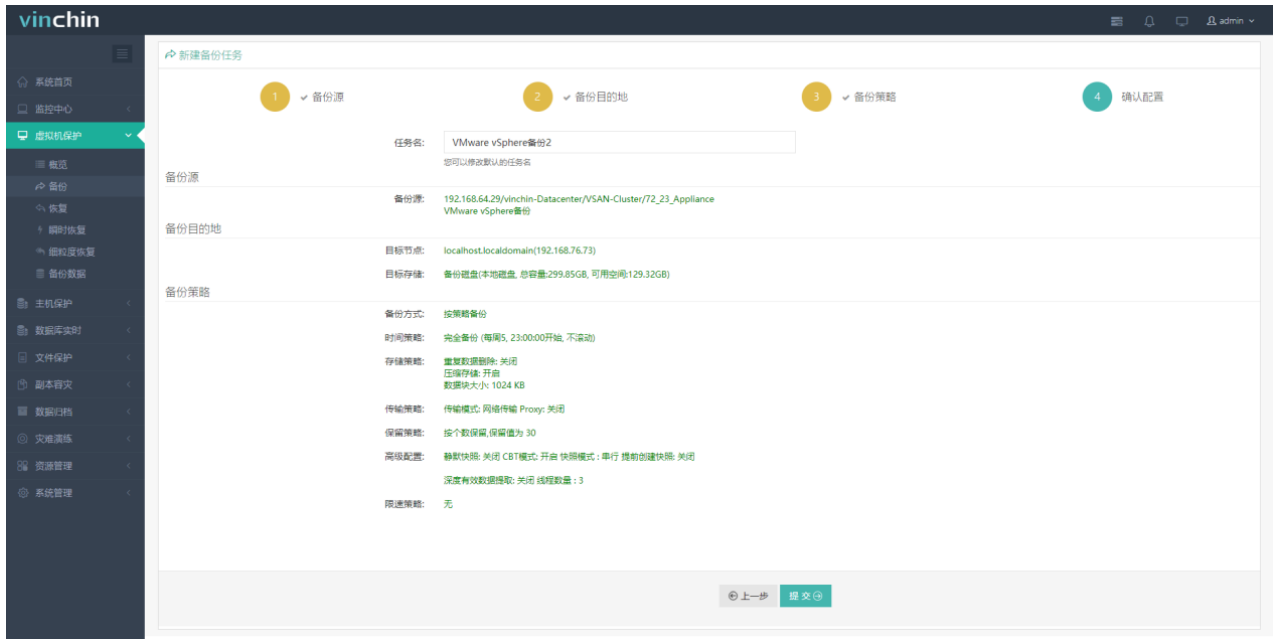 vinchin
admin
新建备份任务
系统首页
监控中心
虚拟机保护
概览
备份
恢复
瞬时恢复
细粒度恢复
备份数据
主机保护
数据库实时
文件保护
副本容灾
数据归档
灾难演练
资源管理
系统管理
1 备份源
2 备份目的地
3 备份策略
4 确认配置
任务名: VMware vSphere备份2
您可以修改默认的任务名
备份源
备份源: 192.168.64.29/vinchin-Datacenter/VSAN-Cluster/72_23_Appliance
VMware vSphere备份
备份目的地
目标节点: localhost.localdomain(192.168.76.73)
目标存储: 备份磁盘(本地磁盘, 总容量:299.85GB, 可用空间:129.32GB)
备份策略
备份方式: 按策略备份
时间策略: 完全备份 (每周5, 23:00:00开始, 不滚动)
存储策略: 重复数据删除: 关闭
压缩存储: 开启
数据块大小: 1024 KB
传输策略: 传输模式: 网络传输 Proxy: 关闭
保留策略: 按个数保留,保留值为 30
高级配置: 静默快照: 关闭 CBT模式: 开启 快照模式 : 串行 提前创建快照: 关闭
深度有效数据提取: 关闭 线程数量 : 3
限速策略: 无
上一步 提交